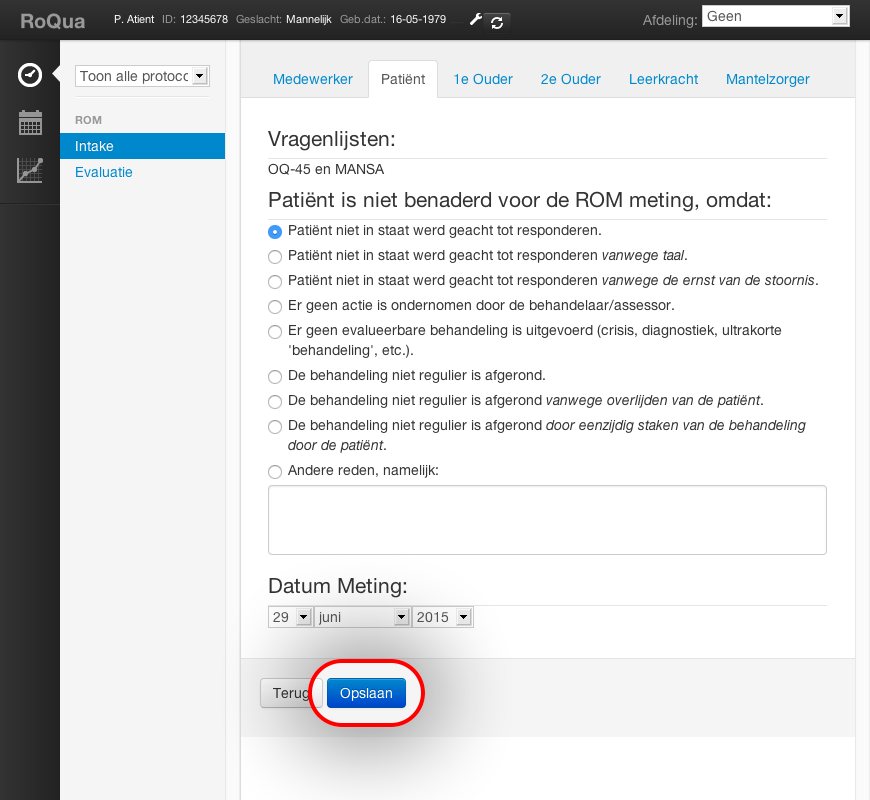 RoQua P. Atient ID: 12345678 Geslacht: Mannelijk Geb.dat.: 16-05-1979 Afdeling: Geen
Toon alle protoc
ROM
Intake
Evaluatie
Medewerker Patiënt 1e Ouder 2e Ouder Leerkracht Mantelzorger
Vragenlijsten:
OQ-45 en MANSA
Patiënt is niet benaderd voor de ROM meting, omdat:
Patiënt niet in staat werd geacht tot responderen.
Patiënt niet in staat werd geacht tot responderen vanwege taal.
Patiënt niet in staat werd geacht tot responderen vanwege de ernst van de stoornis.
Er geen actie is ondernomen door de behandelaar/assessor.
Er geen evalueerbare behandeling is uitgevoerd (crisis, diagnostiek, ultrakorte
'behandeling', etc.).
De behandeling niet regulier is afgerond.
De behandeling niet regulier is afgerond vanwege overlijden van de patiënt.
De behandeling niet regulier is afgerond door eenzijdig staken van de behandeling
door de patiënt.
Andere reden, namelijk:
Datum Meting:
29 juni 2015
Terug Opslaan